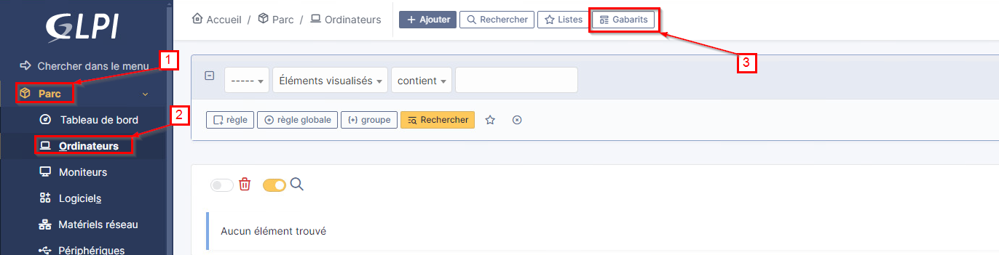 GLPI
Accueil / Parc / Ordinateurs
+ Ajouter
Rechercher
Listes
Gabarits
1
3
Chercher dans le menu
Parc
2
Tableau de bord
Ordinateurs
Moniteurs
Logiciels
Matériels réseau
Périphériques
-----
Éléments visualisés
contient
règle
règle globale
{+} groupe
Rechercher
Aucun élément trouvé